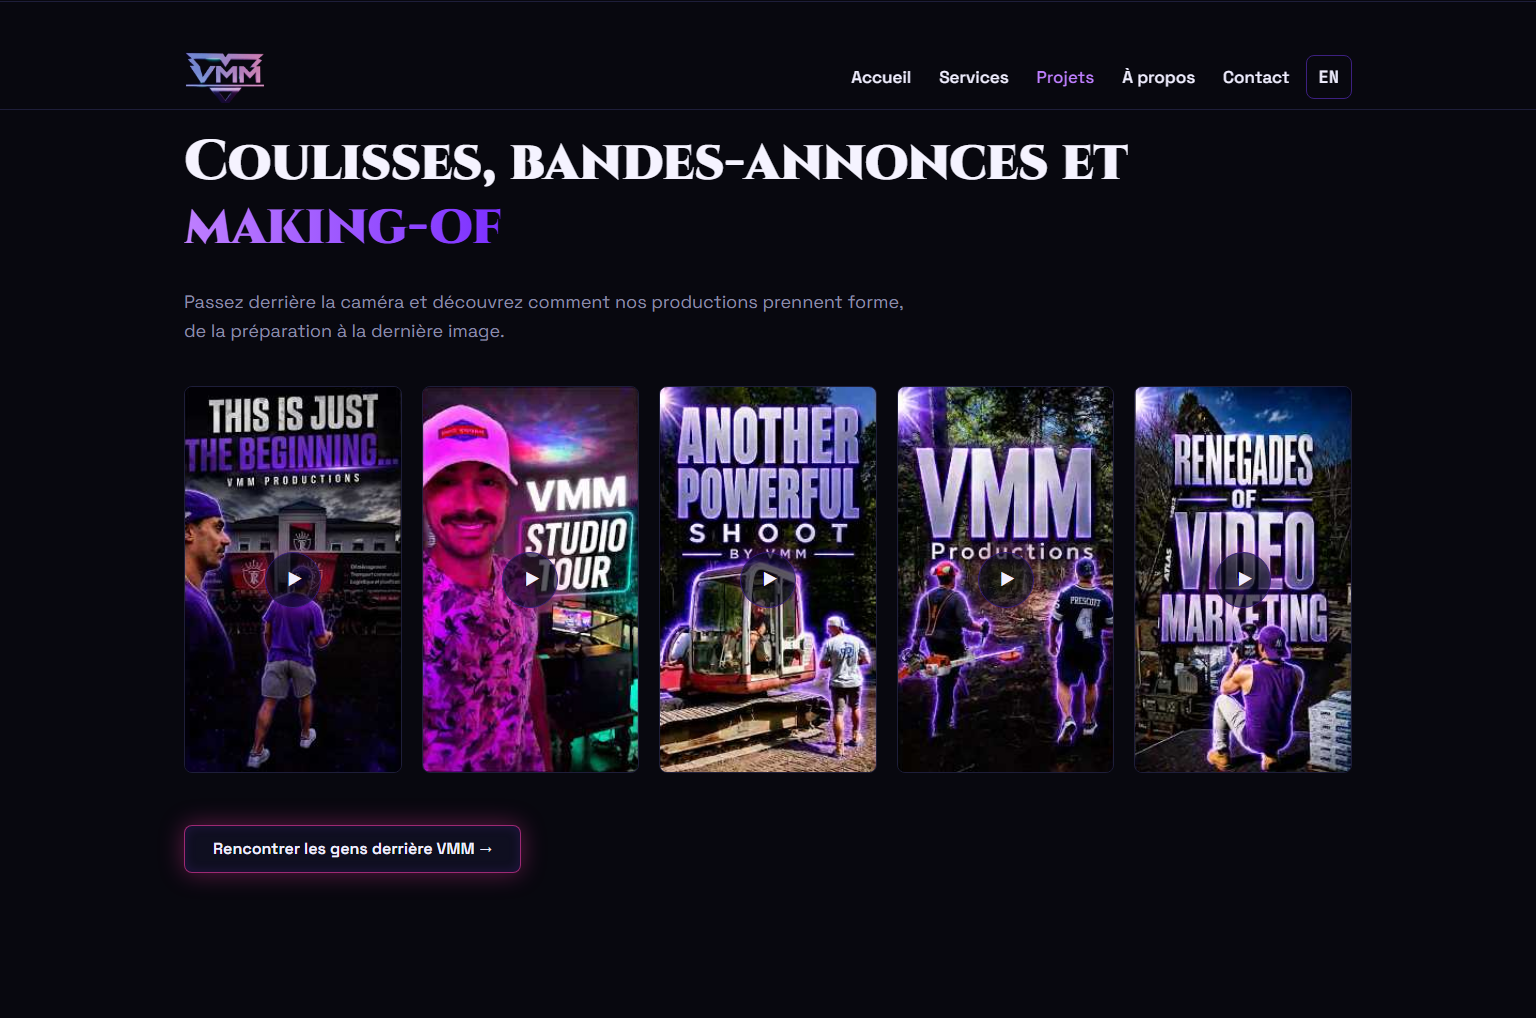 VMM
Accueil Services Projets À propos Contact EN
Coulisses, bandes-annonces et
making-of
Passez derrière la caméra et découvrez comment nos productions prennent forme,
de la préparation à la dernière image.
THIS IS JUST
THE BEGINNING...
VMM PRODUCTIONS
VMM
STUDIO
TOUR
ANOTHER
POWERFUL
SHOOT
BY VMM
VMM
Productions
PRESCOTT
4
RENEGADES
OF
VIDEO
MARKETING
ATLAS
Rencontrer les gens derrière VMM →